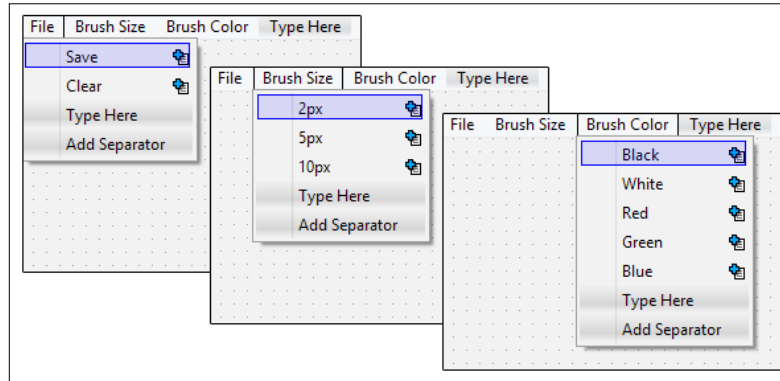 File Brush Size Brush Color Type Here
Save
Clear
Type Here
Add Separator
File Brush Size Brush Color Type Here
2px
5px
10px
Type Here
Add Separator
File Brush Size Brush Color Type Here
Black
White
Red
Green
Blue
Type Here
Add Separator